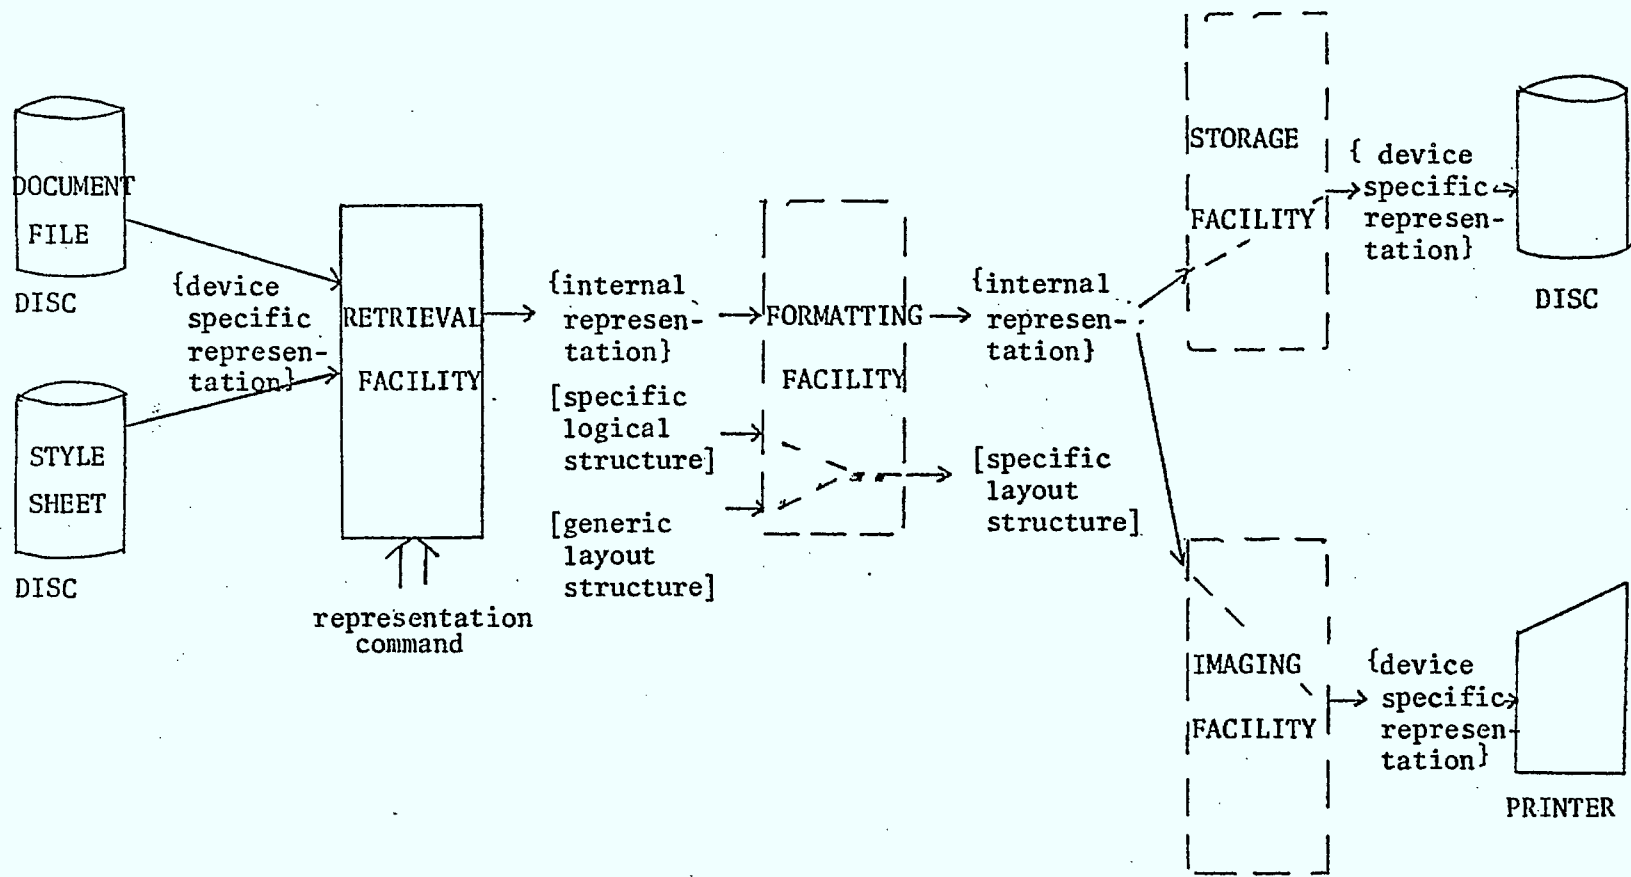 DOCUMENT
FILE
DISC
STYLE
SHEET
DISC
{device
specific
represen-
tation}
RETRIEVAL
FACILITY
representation
command
{internal
represen-
tation}
[specific
logical
structure]
[generic
layout
structure]
FORMATTING
FACILITY
{internal
represen-
tation}
[specific
layout
structure]
STORAGE
FACILITY
{ device
specific
represen-
tation}
DISC
IMAGING
FACILITY
{device
specific
represen-
tation}
PRINTER